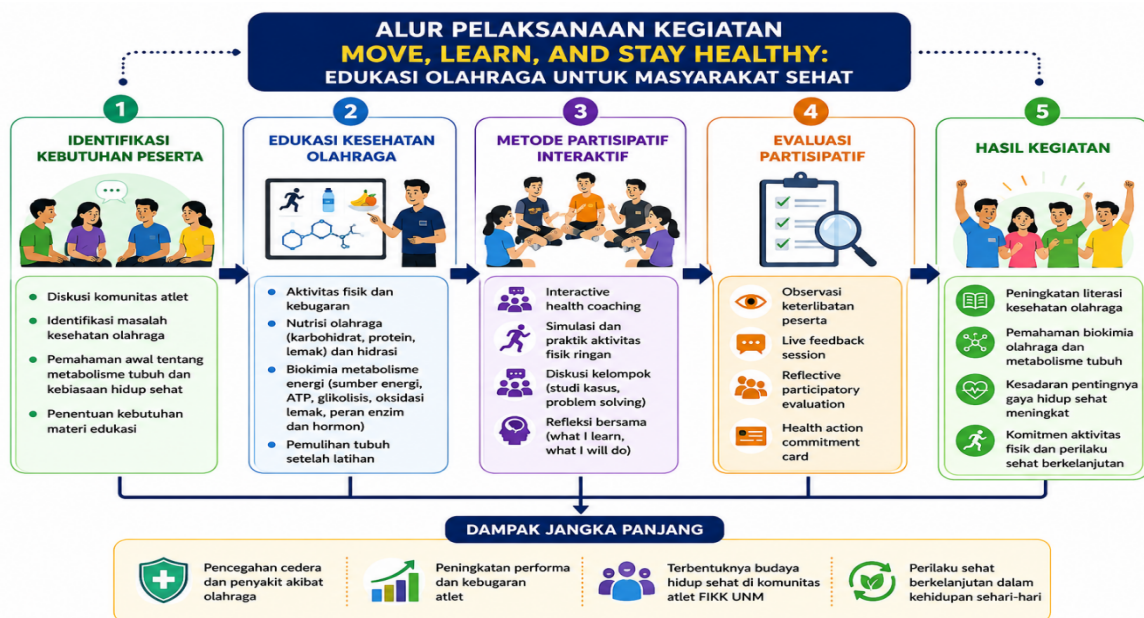 ALUR PELAKSANAAN KEGIATAN
MOVE, LEARN, AND STAY HEALTHY:
EDUKASI OLAHRAGA UNTUK MASYARAKAT SEHAT
1
IDENTIFIKASI
KEBUTUHAN PESERTA
Diskusi komunitas atlet
Identifikasi masalah
kesehatan olahraga
Pemahaman awal tentang
metabolisme tubuh dan
kebiasaan hidup sehat
Penentuan kebutuhan
materi edukasi
2
EDUKASI KESEHATAN
OLAHRAGA
Aktivitas fisik dan
kebugaran
Nutrisi olahraga
(karbohidrat, protein,
lemak) dan hidrasi
Biokimia metabolisme
energi (sumber energi,
ATP, glikolisis, oksidasi
lemak, peran enzim
dan hormon)
Pemulihan tubuh
setelah latihan
3
METODE PARTISIPATIF
INTERAKTIF
Interactive
health coaching
Simulasi dan
praktik aktivitas
fisik ringan
Diskusi kelompok
(studi kasus,
problem solving)
Refleksi bersama
(what I learn,
what I will do)
4
EVALUASI
PARTISIPATIF
Observasi
keterlibatan
peserta
Live feedback
session
Reflective
participatory
evaluation
Health action
commitment
card
5
HASIL KEGIATAN
Peningkatan literasi
kesehatan olahraga
Pemahaman biokimia
olahraga dan
metabolisme tubuh
Kesadaran pentingnya
gaya hidup sehat
meningkat
Komitmen aktivitas
fisik dan perilaku
sehat berkelanjutan
DAMPAK JANGKA PANJANG
Pencegahan cedera
dan penyakit akibat
olahraga
Peningkatan performa
dan kebugaran
atlet
Terbentuknya budaya
hidup sehat di komunitas
atlet FIKK UNM
Perilaku sehat
berkelanjutan dalam
kehidupan sehari-hari